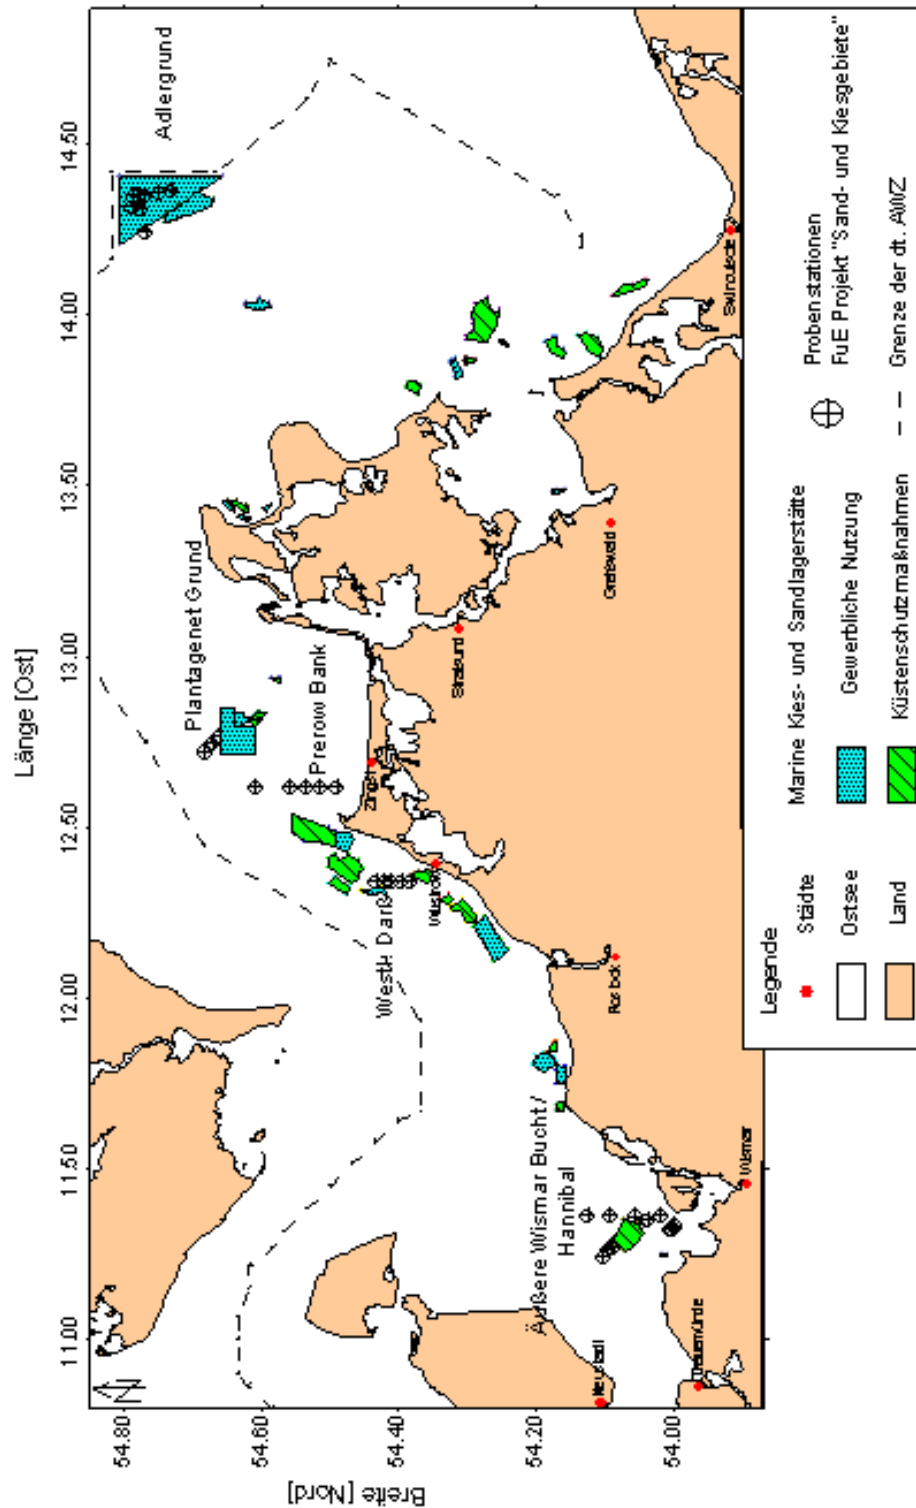 Länge [Ost]
11.00
11.50
12.00
12.50
13.00
13.50
14.00
14.50
Breite [Nord]
54.80
54.60
54.40
54.20
54.00
Adlergrund
Plantagenet Grund
Prerow Bank
Westl. Darß
Äußere Wismar Bucht /
Hannibal
Zingst
Wustrow
Stralsund
Greifswald
Swinoujscie
Rostock
Wismar
Neustadt
Travemünde
Legende
Städte
Ostsee
Land
Marine Kies- und Sandlagerstätte
Gewerbliche Nutzung
Küstenschutzmaßnahmen
Probenstationen
FuE Projekt "Sand- und Kiesgebiete"
Grenze der dt. AWZ